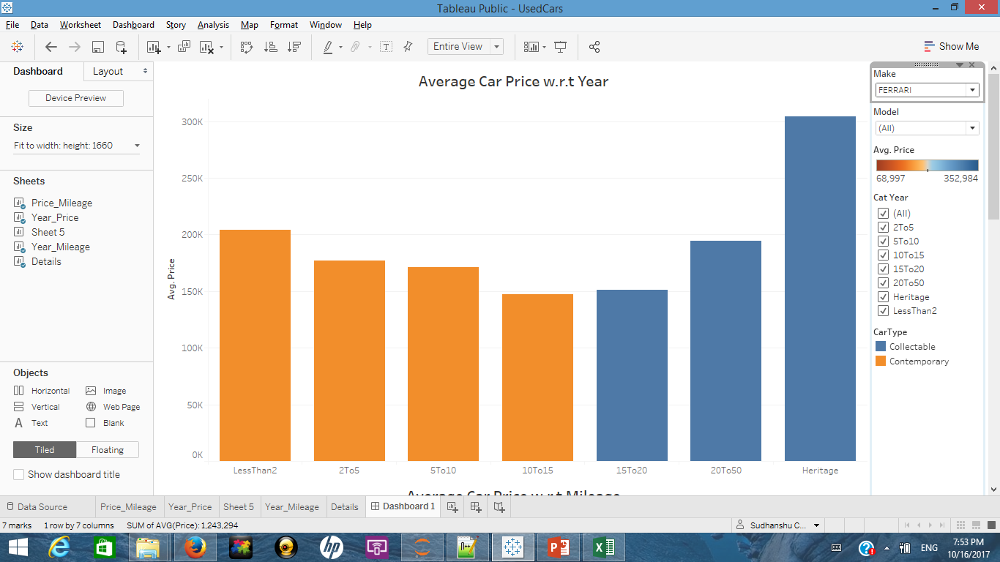 Tableau Public - UsedCars
File Data Worksheet Dashboard Story Analysis Map Format Window Help
Entire View
Show Me
Dashboard Layout
Device Preview
Size
Fit to width: height: 1660
Sheets
Price_Mileage
Year_Price
Sheet 5
Year_Mileage
Details
Objects
Horizontal Image
Vertical Web Page
A Text Blank
Tiled Floating
Show dashboard title
Average Car Price w.r.t Year
Avg. Price
300K
250K
200K
150K
100K
50K
0K
LessThan2 2To5 5To10 10To15 15To20 20To50 Heritage
Average Car Price w.r.t Mileage
Make
FERRARI
Model
(All)
Avg. Price
68,997 352,984
Cat Year
(All)
2To5
5To10
10To15
15To20
20To50
Heritage
LessThan2
CarType
Collectable
Contemporary
Data Source Price_Mileage Year_Price Sheet 5 Year_Mileage Details Dashboard 1
7 marks 1 row by 7 columns SUM of AVG(Price): 1,243,294 Sudhanshu C...
ENG 7:53 PM
10/16/2017